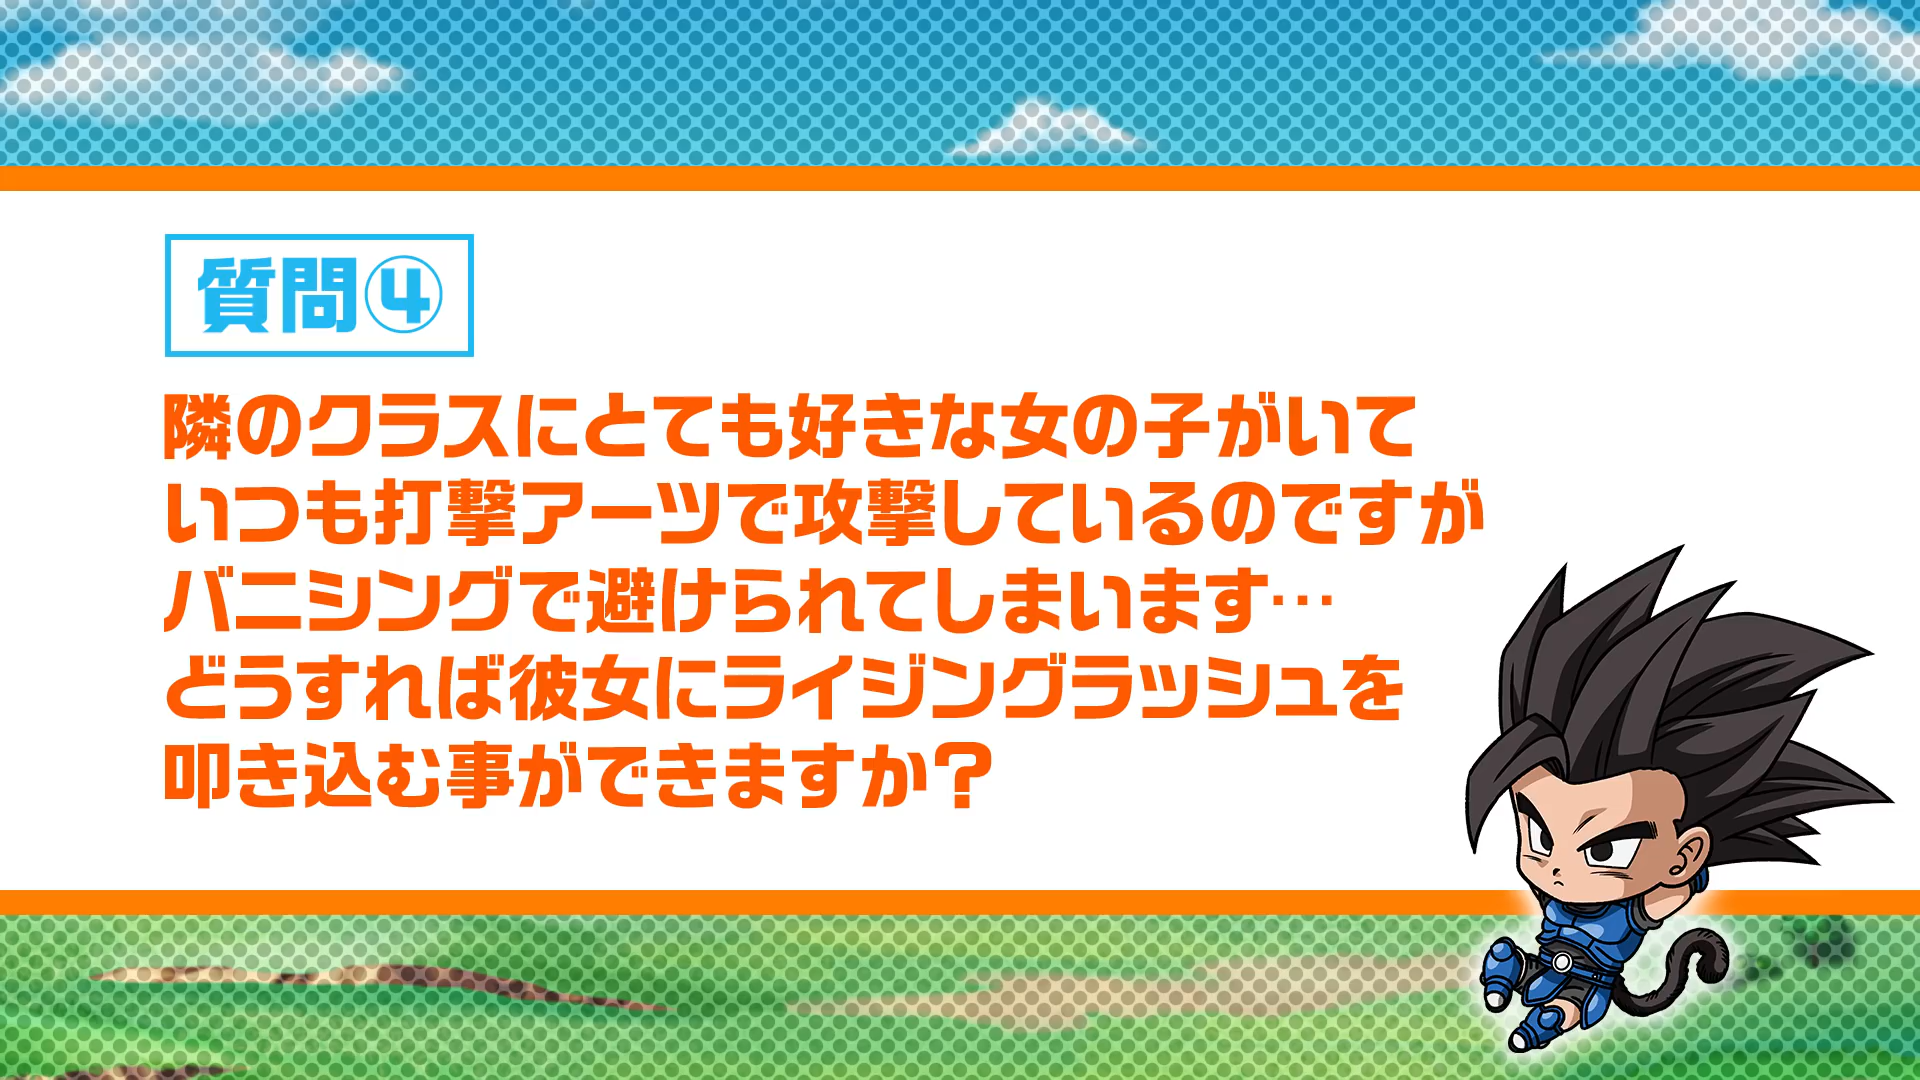 質問④
隣のクラスにとても好きな女の子がいて
いつも打撃アーツで攻撃しているのですが
バニシングで避けられてしまいます…
どうすれば彼女にライジングラッシュを
叩き込む事ができますか？